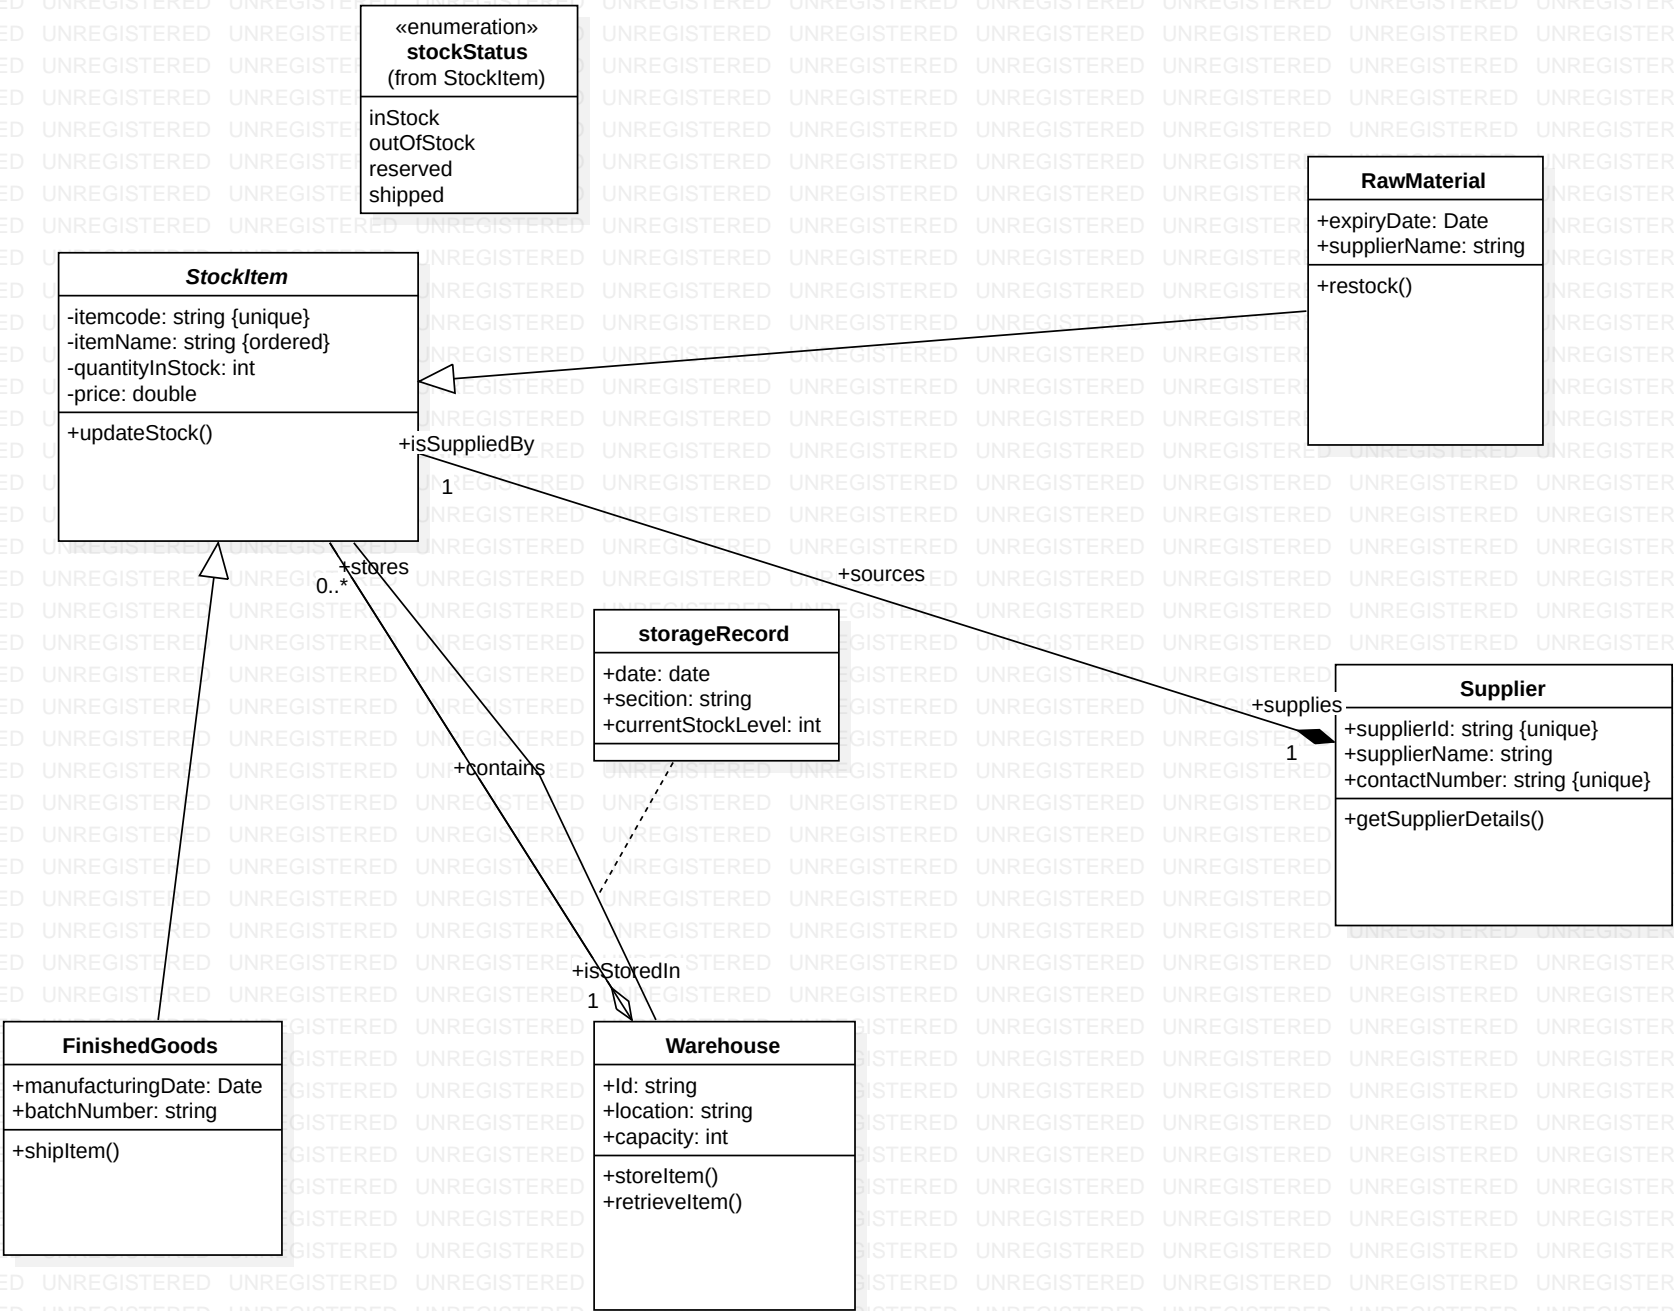 «enumeration»
stockStatus
(from StockItem)
inStock
outOfStock
reserved
shipped
RawMaterial
+expiryDate: Date
+supplierName: string
+restock()
StockItem
-itemcode: string {unique}
-itemName: string {ordered}
-quantityInStock: int
-price: double
+updateStock()
+isSuppliedBy
1
+stores
0..*
+sources
storageRecord
+date: date
+secition: string
+currentStockLevel: int
+supplies
1
Supplier
+supplierId: string {unique}
+supplierName: string
+contactNumber: string {unique}
+getSupplierDetails()
+contains
+isStoredIn
1
FinishedGoods
+manufacturingDate: Date
+batchNumber: string
+shipItem()
Warehouse
+Id: string
+location: string
+capacity: int
+storeItem()
+retrieveItem()
UNREGISTERED